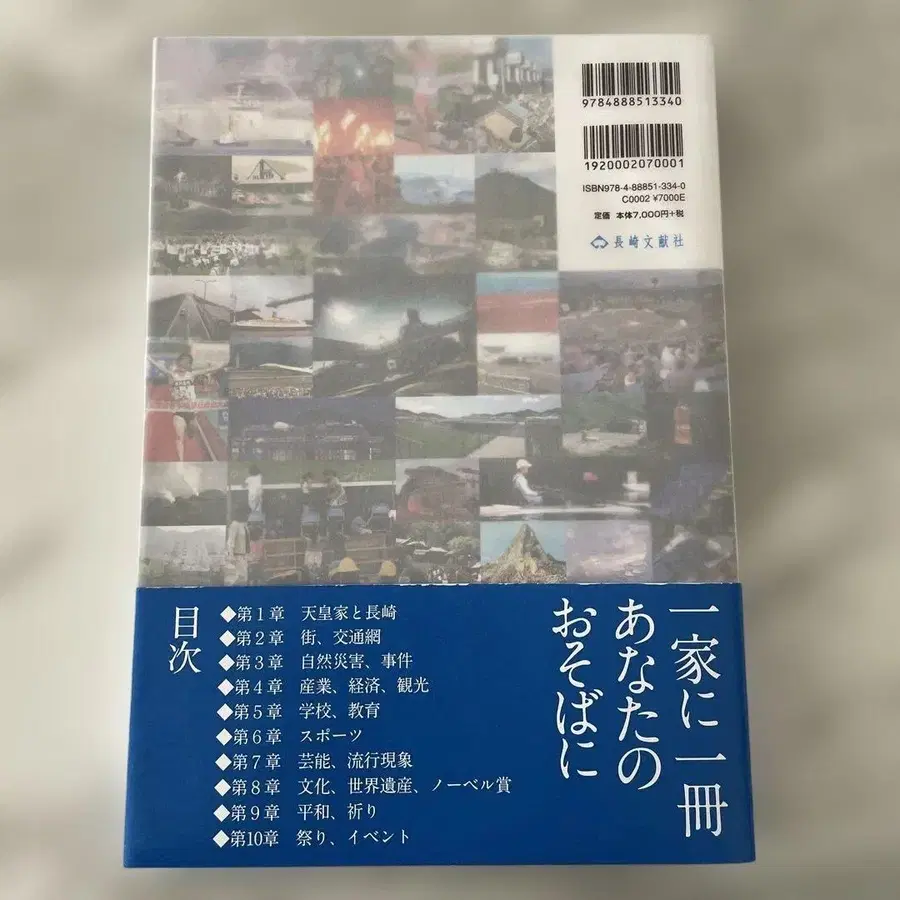 9784888513340
1920002070001
ISBN978-4-88851-334-0
C0002 ¥7000E
定価 本体7,000円+税
長崎文献社
一家に一冊
あなたの
おそばに
目次
◆第1章 天皇家と長崎
◆第2章 街、交通網
◆第3章 自然災害、事件
◆第4章 産業、経済、観光
◆第5章 学校、教育
◆第6章 スポーツ
◆第7章 芸能、流行現象
◆第8章 文化、世界遺産、ノーベル賞
◆第9章 平和、祈り
◆第10章 祭り、イベント